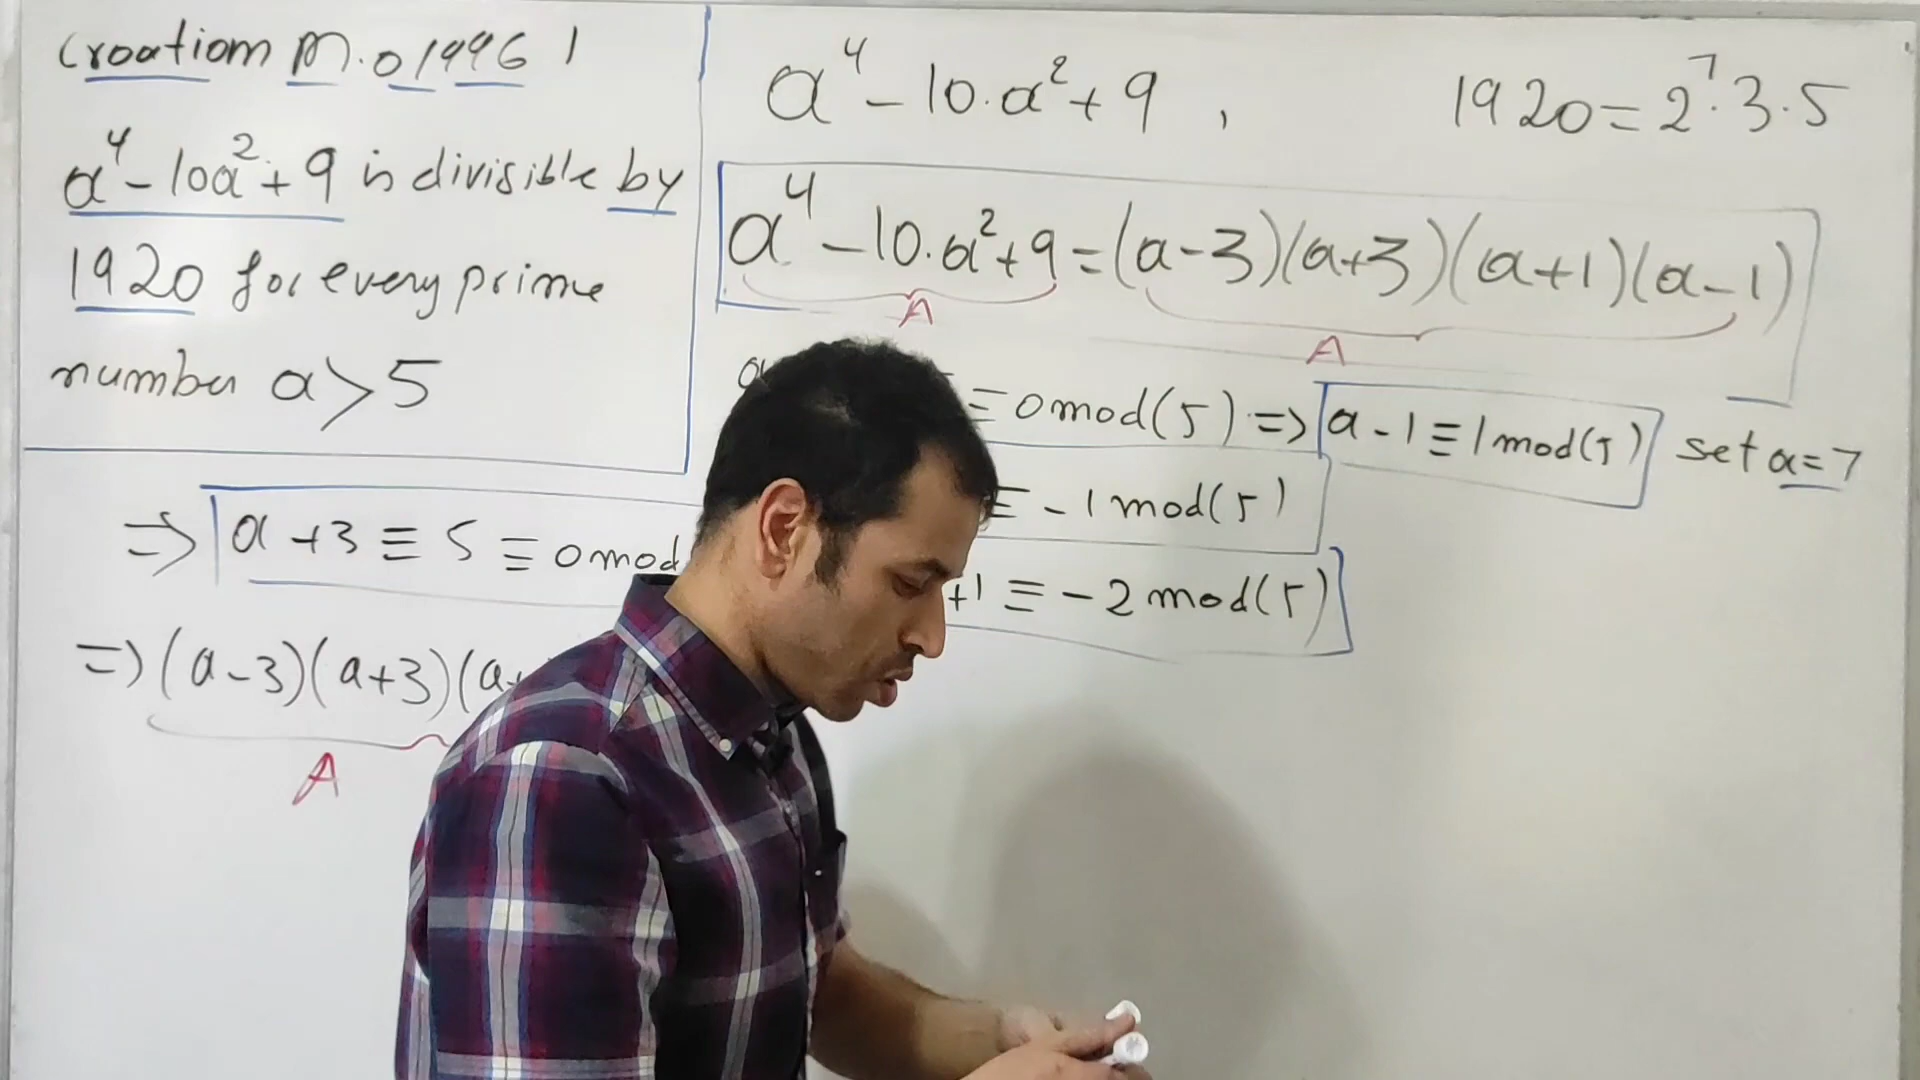 Croatiom M.O 1996 )
a⁴ - 10a² + 9 is divisible by
1920 for every prime
number a > 5
a⁴ - 10.a² + 9 ,
1920 = 2⁷.3.5
a⁴ - 10.a² + 9 = (a-3)(a+3)(a+1)(a-1)
A A
≡ 0 mod(5) => a - 1 ≡ 1 mod(5) set a=7
≡ -1 mod(5)
+1 ≡ -2 mod(5)
=> a + 3 ≡ 5 ≡ 0 mod
=> (a-3)(a+3)(a+
A